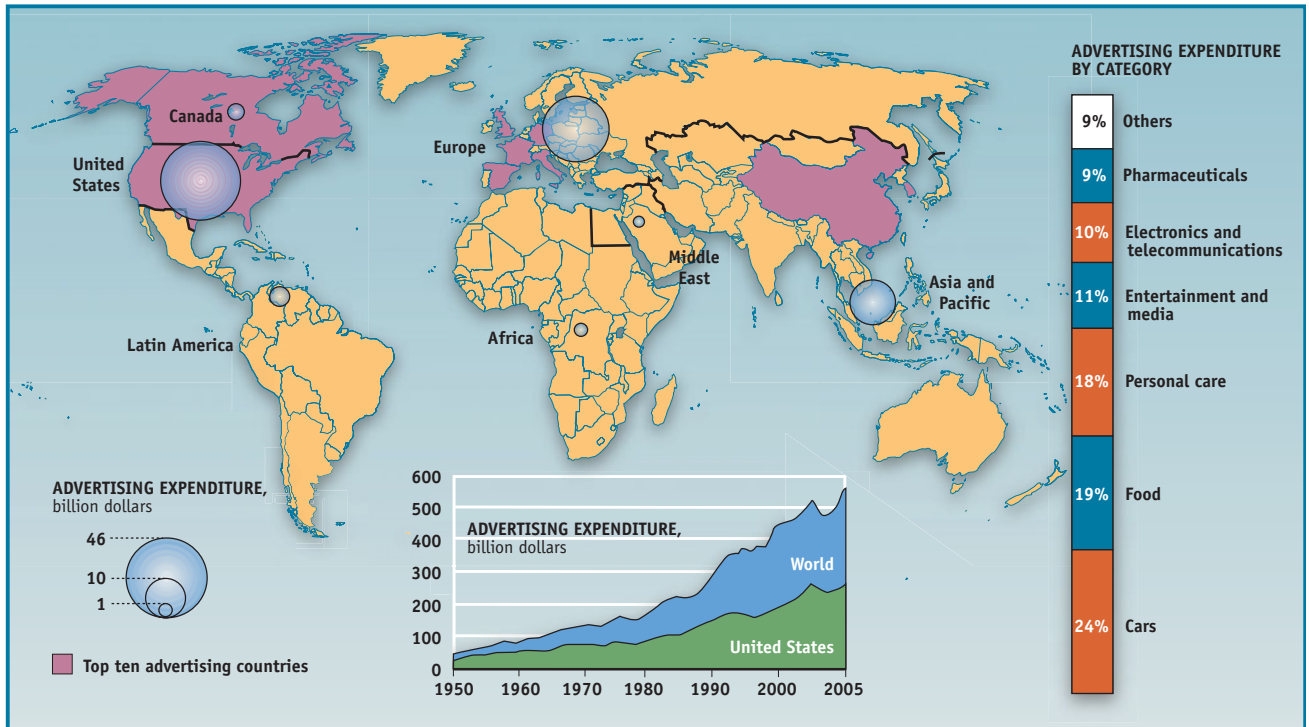 Canada
United
States
Europe
Middle
East
Asia and
Pacific
Africa
Latin America
ADVERTISING EXPENDITURE,
billion dollars
46
10
1
Top ten advertising countries
600
500
400
300
200
100
0
ADVERTISING EXPENDITURE,
billion dollars
World
United States
1950 1960 1970 1980 1990 2000 2005
ADVERTISING EXPENDITURE
BY CATEGORY
9% Others
9% Pharmaceuticals
10% Electronics and
telecommunications
11% Entertainment and
media
18% Personal care
19% Food
24% Cars